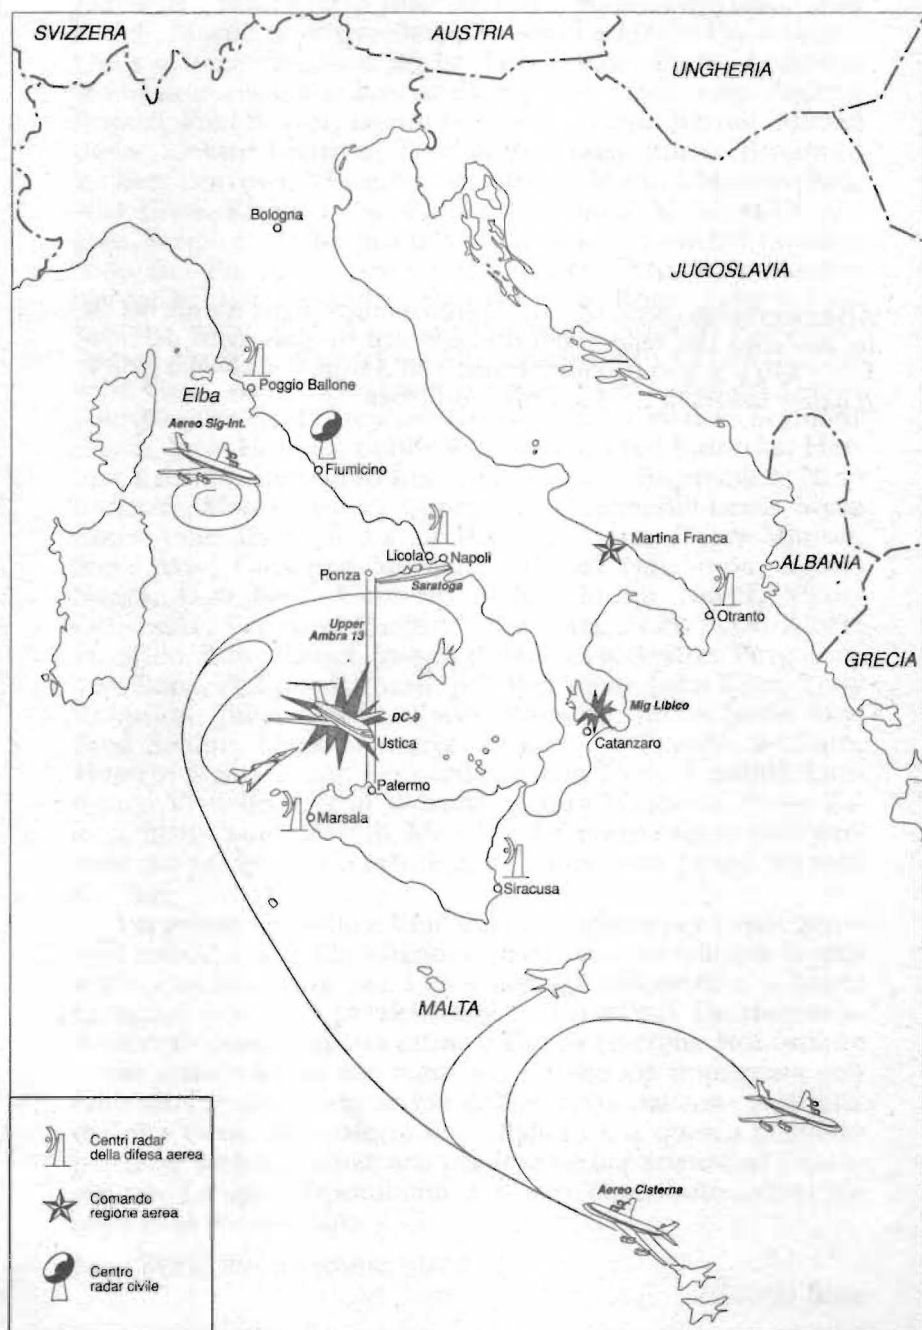 SVIZZERA
AUSTRIA
UNGHERIA
Bologna
JUGOSLAVIA
Poggio Ballone
Elba
Aereo Sig-Int.
Fiumicino
Licola
Napoli
Martina Franca
Ponza
Saratoga
ALBANIA
Otranto
Upper
Ambra 13
GRECIA
DC-9
Mig Libico
Ustica
Catanzaro
Palermo
Marsala
Siracusa
MALTA
Centri radar
della difesa aerea
Aereo Cisterna
Comando
regione aerea
Centro
radar civile